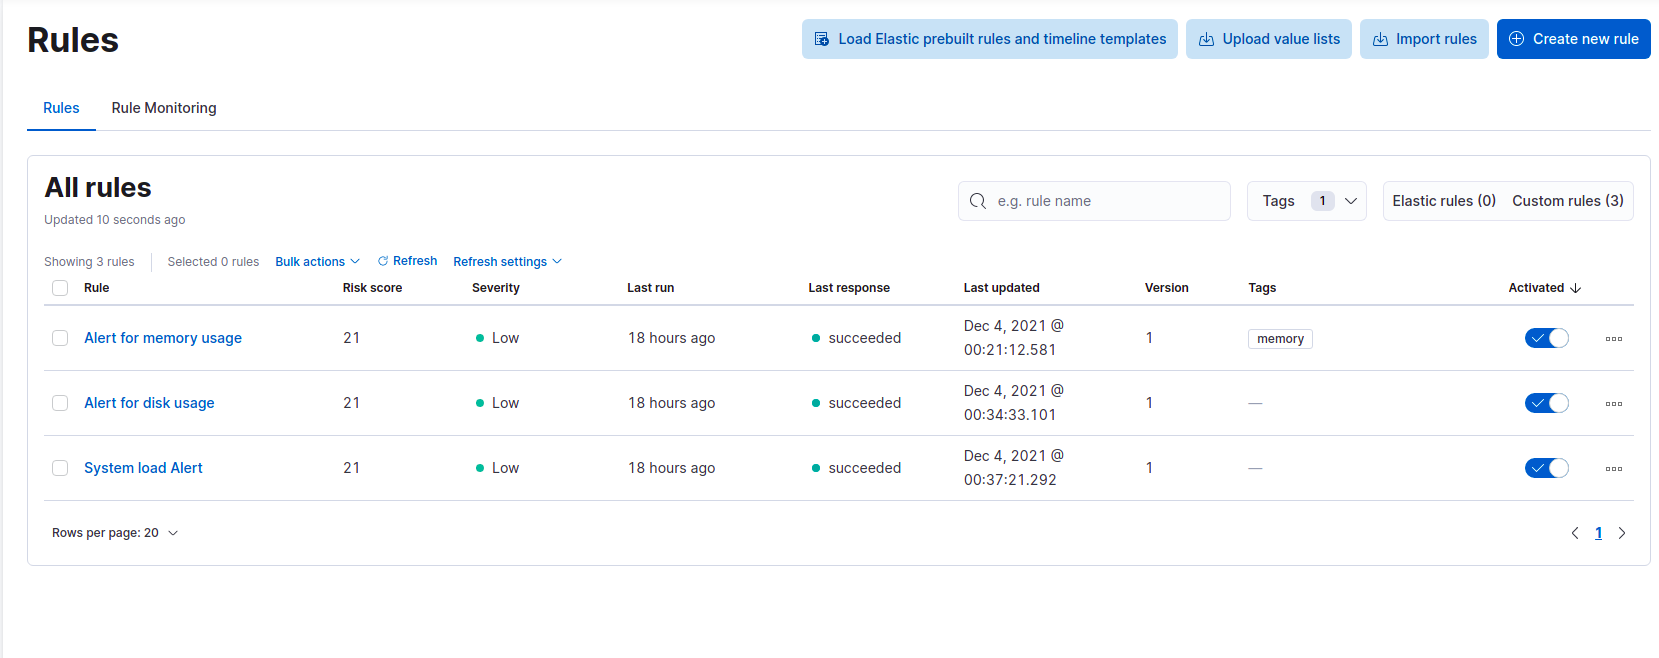 Rules
Load Elastic prebuilt rules and timeline templates
Upload value lists
Import rules
Create new rule
Rules Rule Monitoring
All rules
Updated 10 seconds ago
e.g. rule name
Tags 1
Elastic rules (0) Custom rules (3)
Showing 3 rules Selected 0 rules Bulk actions Refresh Refresh settings
Rule Risk score Severity Last run Last response Last updated Version Tags Activated
Alert for memory usage 21 Low 18 hours ago succeeded Dec 4, 2021 @
00:21:12.581 1 memory
Alert for disk usage 21 Low 18 hours ago succeeded Dec 4, 2021 @
00:34:33.101 1 —
System load Alert 21 Low 18 hours ago succeeded Dec 4, 2021 @
00:37:21.292 1 —
Rows per page: 20 1